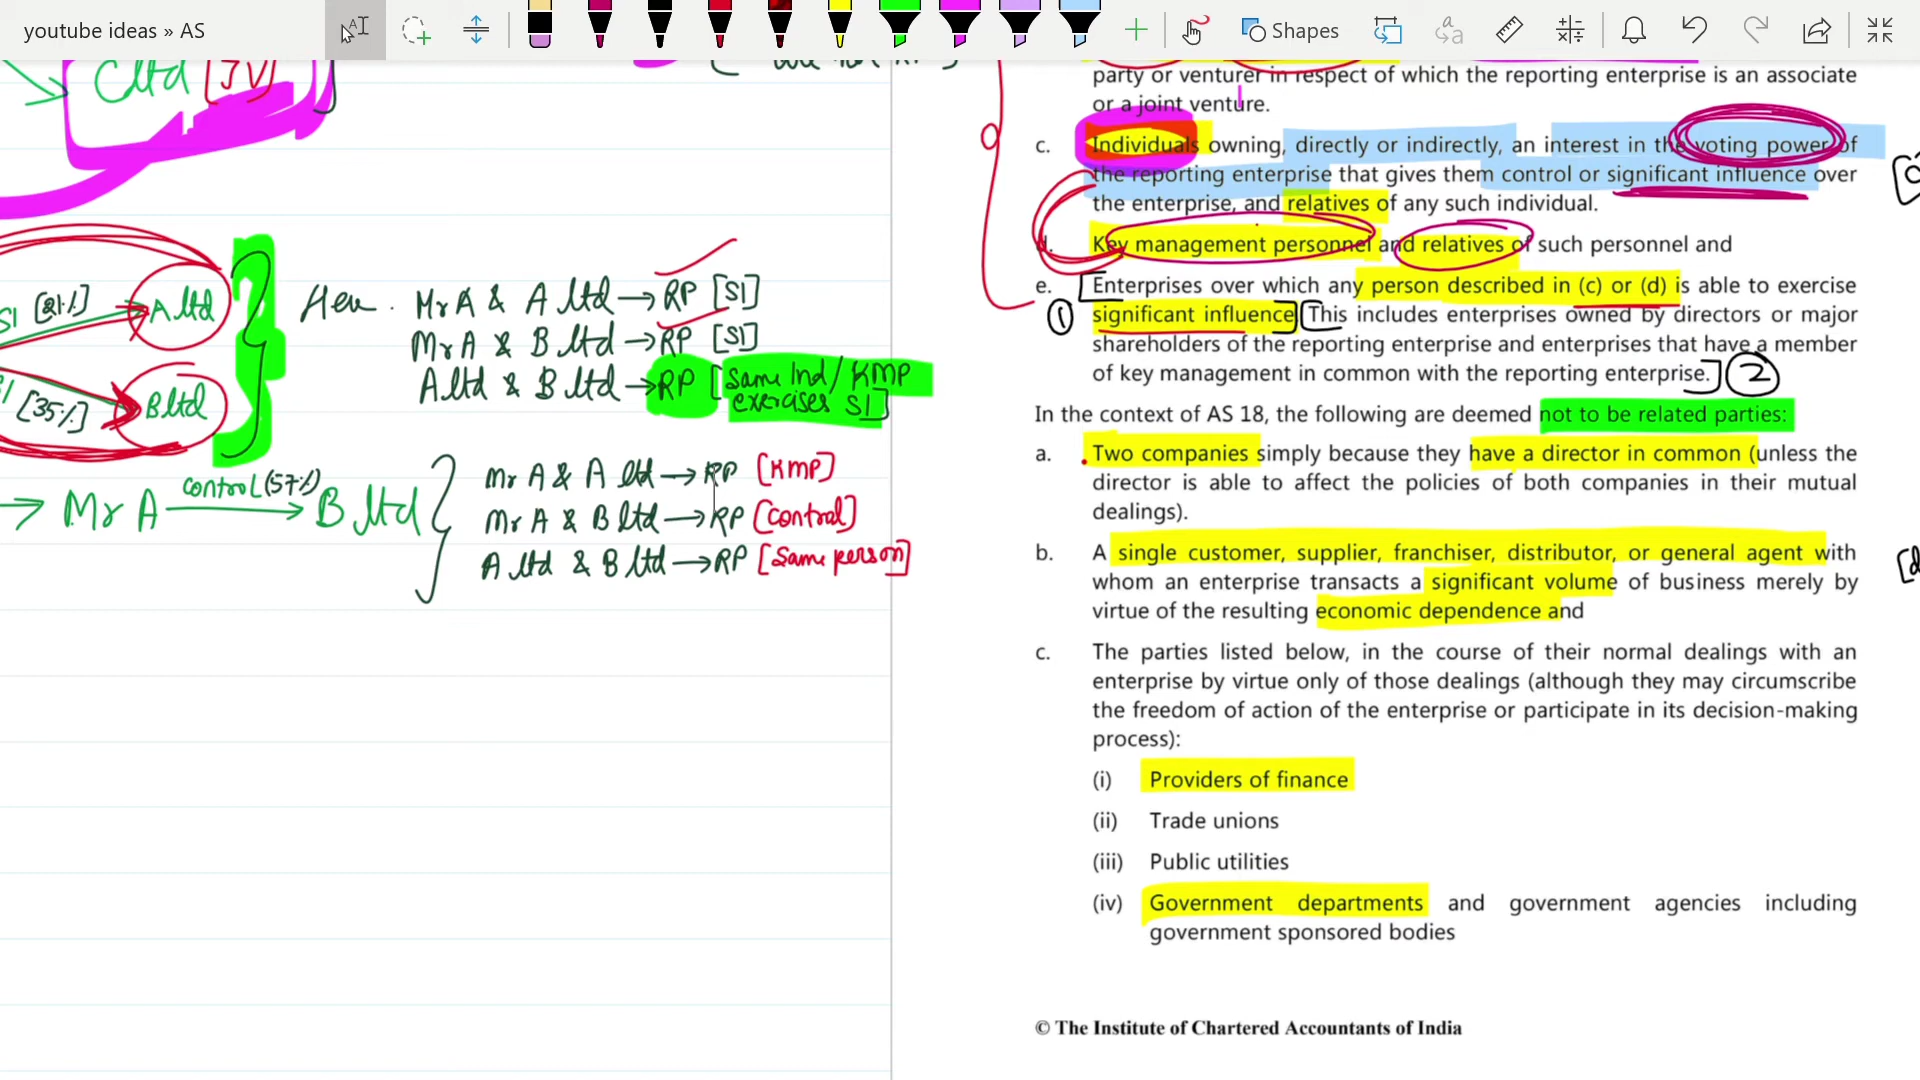 youtube ideas » AS
Shapes
C ltd [JV]
party or venturer in respect of which the reporting enterprise is an associate
or a joint venture.
c. Individuals owning, directly or indirectly, an interest in the voting power of
the reporting enterprise that gives them control or significant influence over
the enterprise, and relatives of any such individual.
d. Key management personnel and relatives of such personnel and
e. Enterprises over which any person described in (c) or (d) is able to exercise
① significant influence. This includes enterprises owned by directors or major
shareholders of the reporting enterprise and enterprises that have a member
of key management in common with the reporting enterprise.] ②
In the context of AS 18, the following are deemed not to be related parties:
a. Two companies simply because they have a director in common (unless the
director is able to affect the policies of both companies in their mutual
dealings).
b. A single customer, supplier, franchiser, distributor, or general agent with
whom an enterprise transacts a significant volume of business merely by
virtue of the resulting economic dependence and
c. The parties listed below, in the course of their normal dealings with an
enterprise by virtue only of those dealings (although they may circumscribe
the freedom of action of the enterprise or participate in its decision-making
process):
(i) Providers of finance
(ii) Trade unions
(iii) Public utilities
(iv) Government departments and government agencies including
government sponsored bodies
© The Institute of Chartered Accountants of India
SI [21%] A ltd
[35%] B ltd
Here. Mr A & A ltd → RP [SI]
Mr A & B ltd → RP [SI]
A ltd & B ltd → RP [Same Ind/KMP
exercises SI]
→ Mr A control (57%) B ltd
Mr A & A ltd → RP [KMP]
Mr A & B ltd → RP [control]
A ltd & B ltd → RP [Same person]